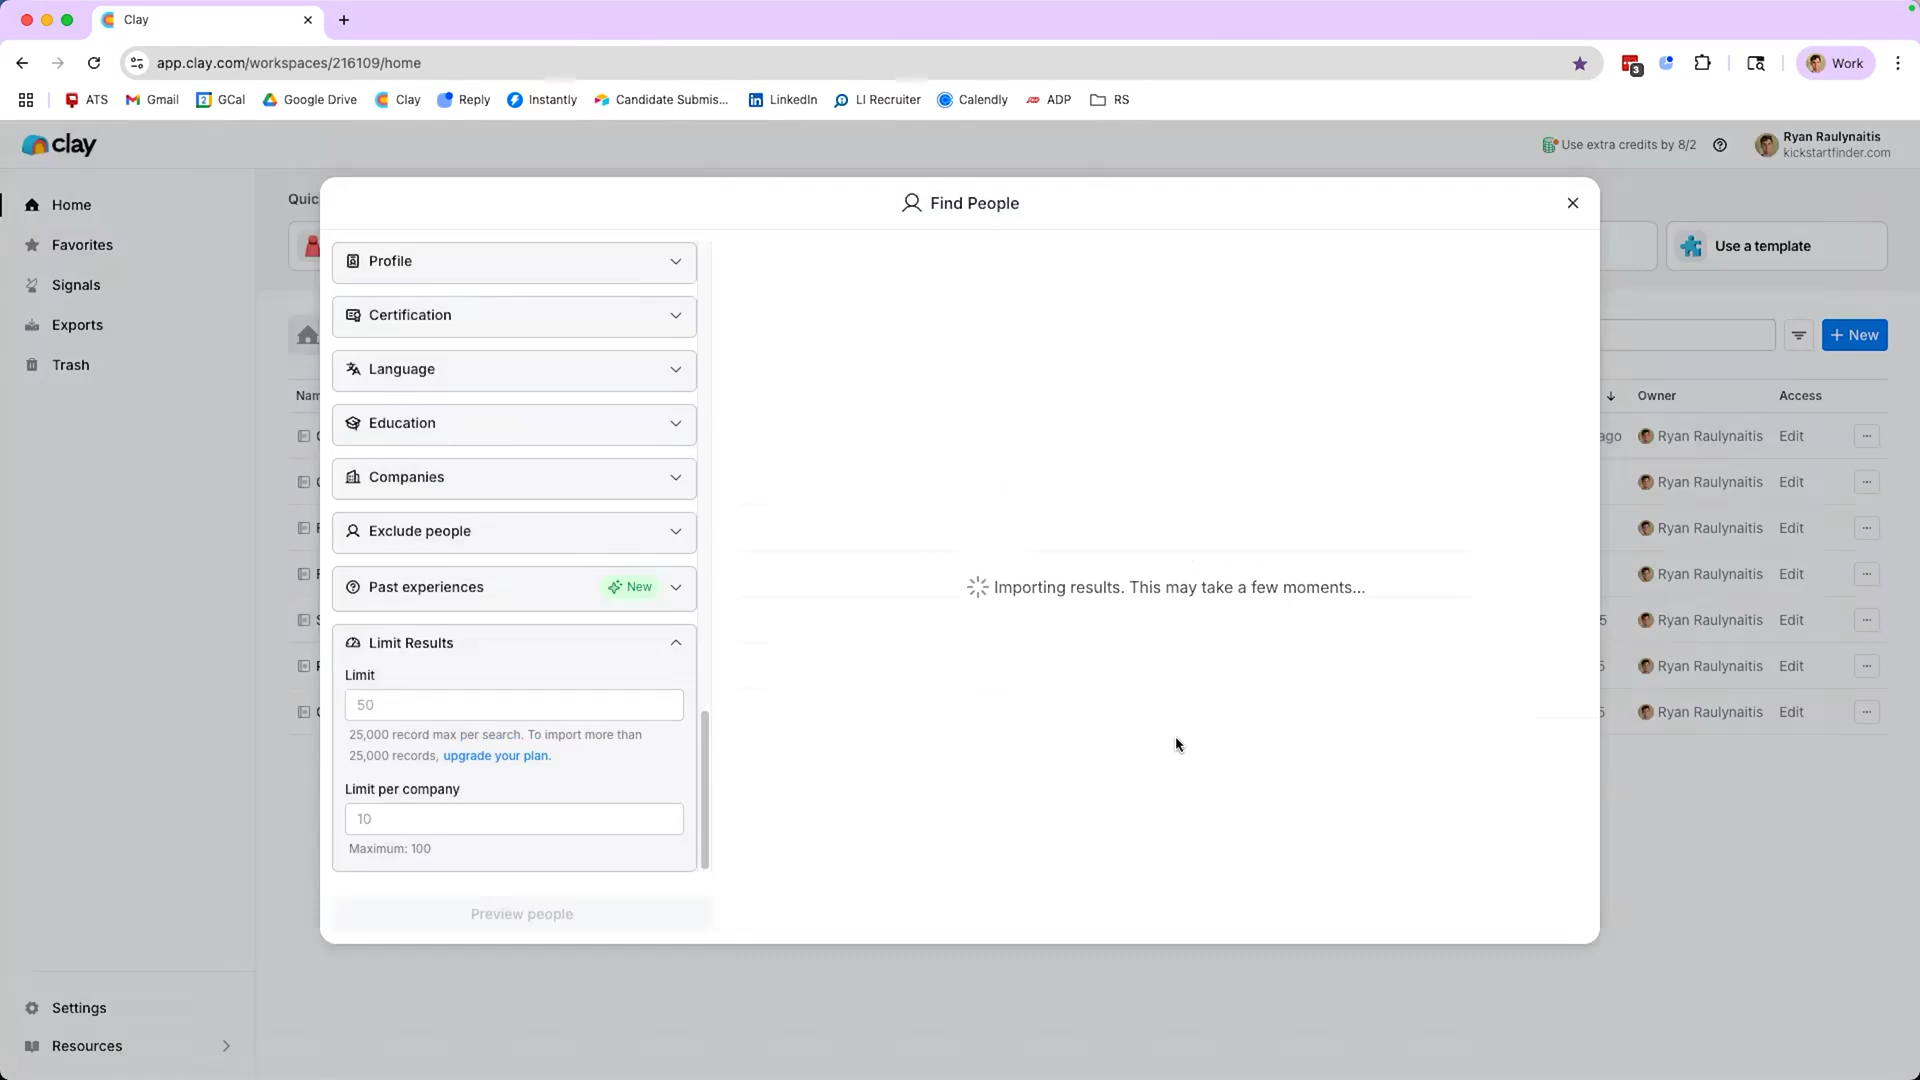 Clay
app.clay.com/workspaces/216109/home
3
Work
ATS
Gmail
GCal
Google Drive
Clay
Reply
Instantly
Candidate Submis...
LinkedIn
LI Recruiter
Calendly
ADP
RS
clay
Use extra credits by 8/2
Ryan Raulynaitis
kickstartfinder.com
Home
Favorites
Signals
Exports
Trash
Quic
Find People
Use a template
New
Profile
Certification
Language
Education
Companies
Exclude people
Past experiences
New
Limit Results
Limit
50
25,000 record max per search. To import more than
25,000 records, upgrade your plan.
Limit per company
10
Maximum: 100
Preview people
Importing results. This may take a few moments...
Nam
Owner
Access
ago
Ryan Raulynaitis
Edit
Ryan Raulynaitis
Edit
Ryan Raulynaitis
Edit
Ryan Raulynaitis
Edit
5
Ryan Raulynaitis
Edit
5
Ryan Raulynaitis
Edit
5
Ryan Raulynaitis
Edit
Settings
Resources